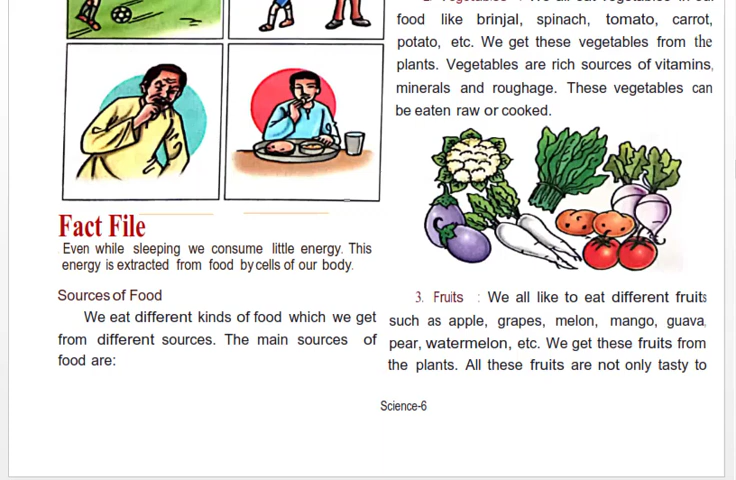 Fact File
Even while sleeping we consume little energy. This
energy is extracted from food by cells of our body.
Sources of Food
We eat different kinds of food which we get
from different sources. The main sources of
food are:
food like brinjal, spinach, tomato, carrot,
potato, etc. We get these vegetables from the
plants. Vegetables are rich sources of vitamins,
minerals and roughage. These vegetables can
be eaten raw or cooked.
3. Fruits : We all like to eat different fruits
such as apple, grapes, melon, mango, guava,
pear, watermelon, etc. We get these fruits from
the plants. All these fruits are not only tasty to
Science-6